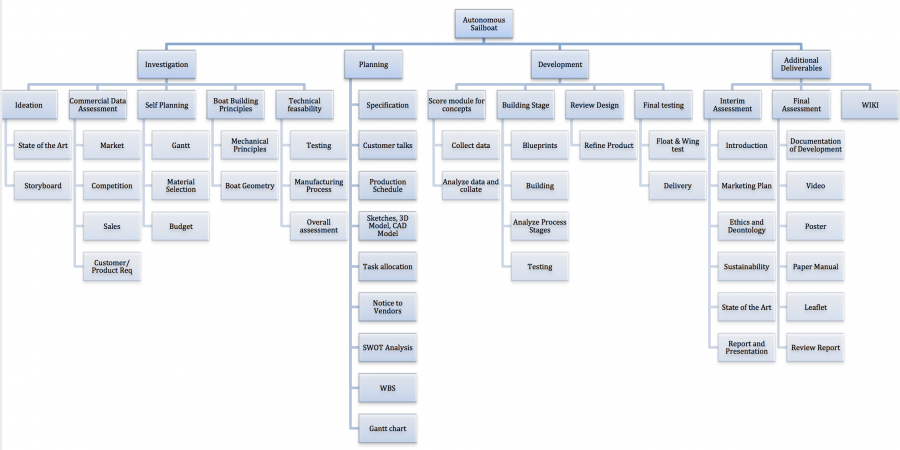 Autonomous
Sailboat
Investigation
Planning
Development
Additional
Deliverables
Ideation
Commercial Data
Assessment
Self Planning
Boat Building
Principles
Technical
feasability
Specification
Score module for
concepts
Building Stage
Review Design
Final testing
Interim
Assessment
Final
Assessment
WIKI
State of the Art
Market
Gantt
Mechanical
Principles
Testing
Customer talks
Collect data
Blueprints
Refine Product
Float & Wing
test
Introduction
Documentation
of Development
Storyboard
Competition
Material
Selection
Boat Geometry
Manufacturing
Process
Production
Schedule
Analyze data and
collate
Building
Delivery
Marketing Plan
Video
Sales
Budget
Overall
assessment
Sketches, 3D
Model, CAD
Model
Analyze Process
Stages
Ethics and
Deontology
Poster
Customer/
Product Req
Task allocation
Testing
Sustainability
Paper Manual
Notice to
Vendors
State of the Art
Leaflet
SWOT Analysis
Report and
Presentation
Review Report
WBS
Gantt chart